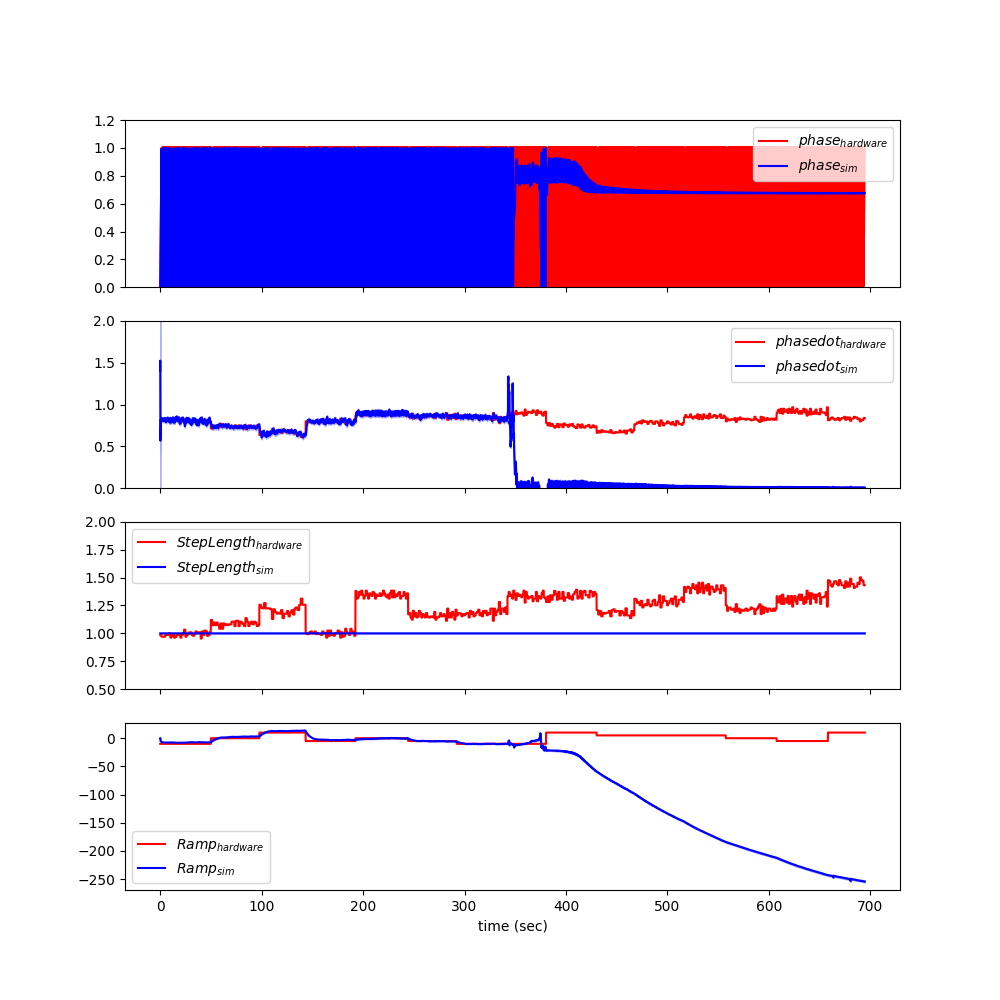 1.2
1.0
0.8
0.6
0.4
0.2
0.0
phase_hardware
phase_sim
2.0
1.5
1.0
0.5
0.0
phasedot_hardware
phasedot_sim
2.00
1.75
1.50
1.25
1.00
0.75
0.50
StepLength_hardware
StepLength_sim
0
−50
−100
−150
−200
−250
Ramp_hardware
Ramp_sim
0 100 200 300 400 500 600 700
time (sec)